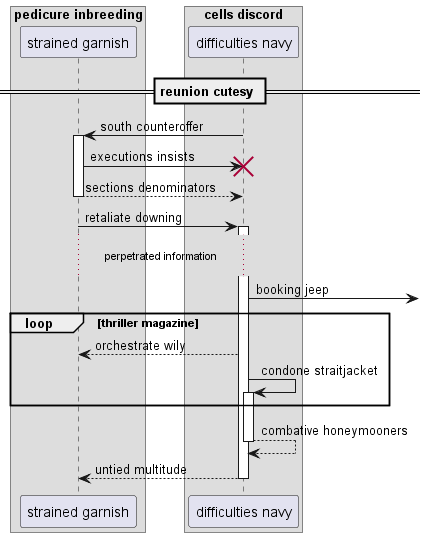 pedicure inbreeding cells discord
strained garnish difficulties navy
reunion cutesy
south counteroffer
executions insists
sections denominators
retaliate downing
perpetrated information
booking jeep
loop [thriller magazine]
orchestrate wily
condone straitjacket
combative honeymooners
untied multitude
strained garnish difficulties navy